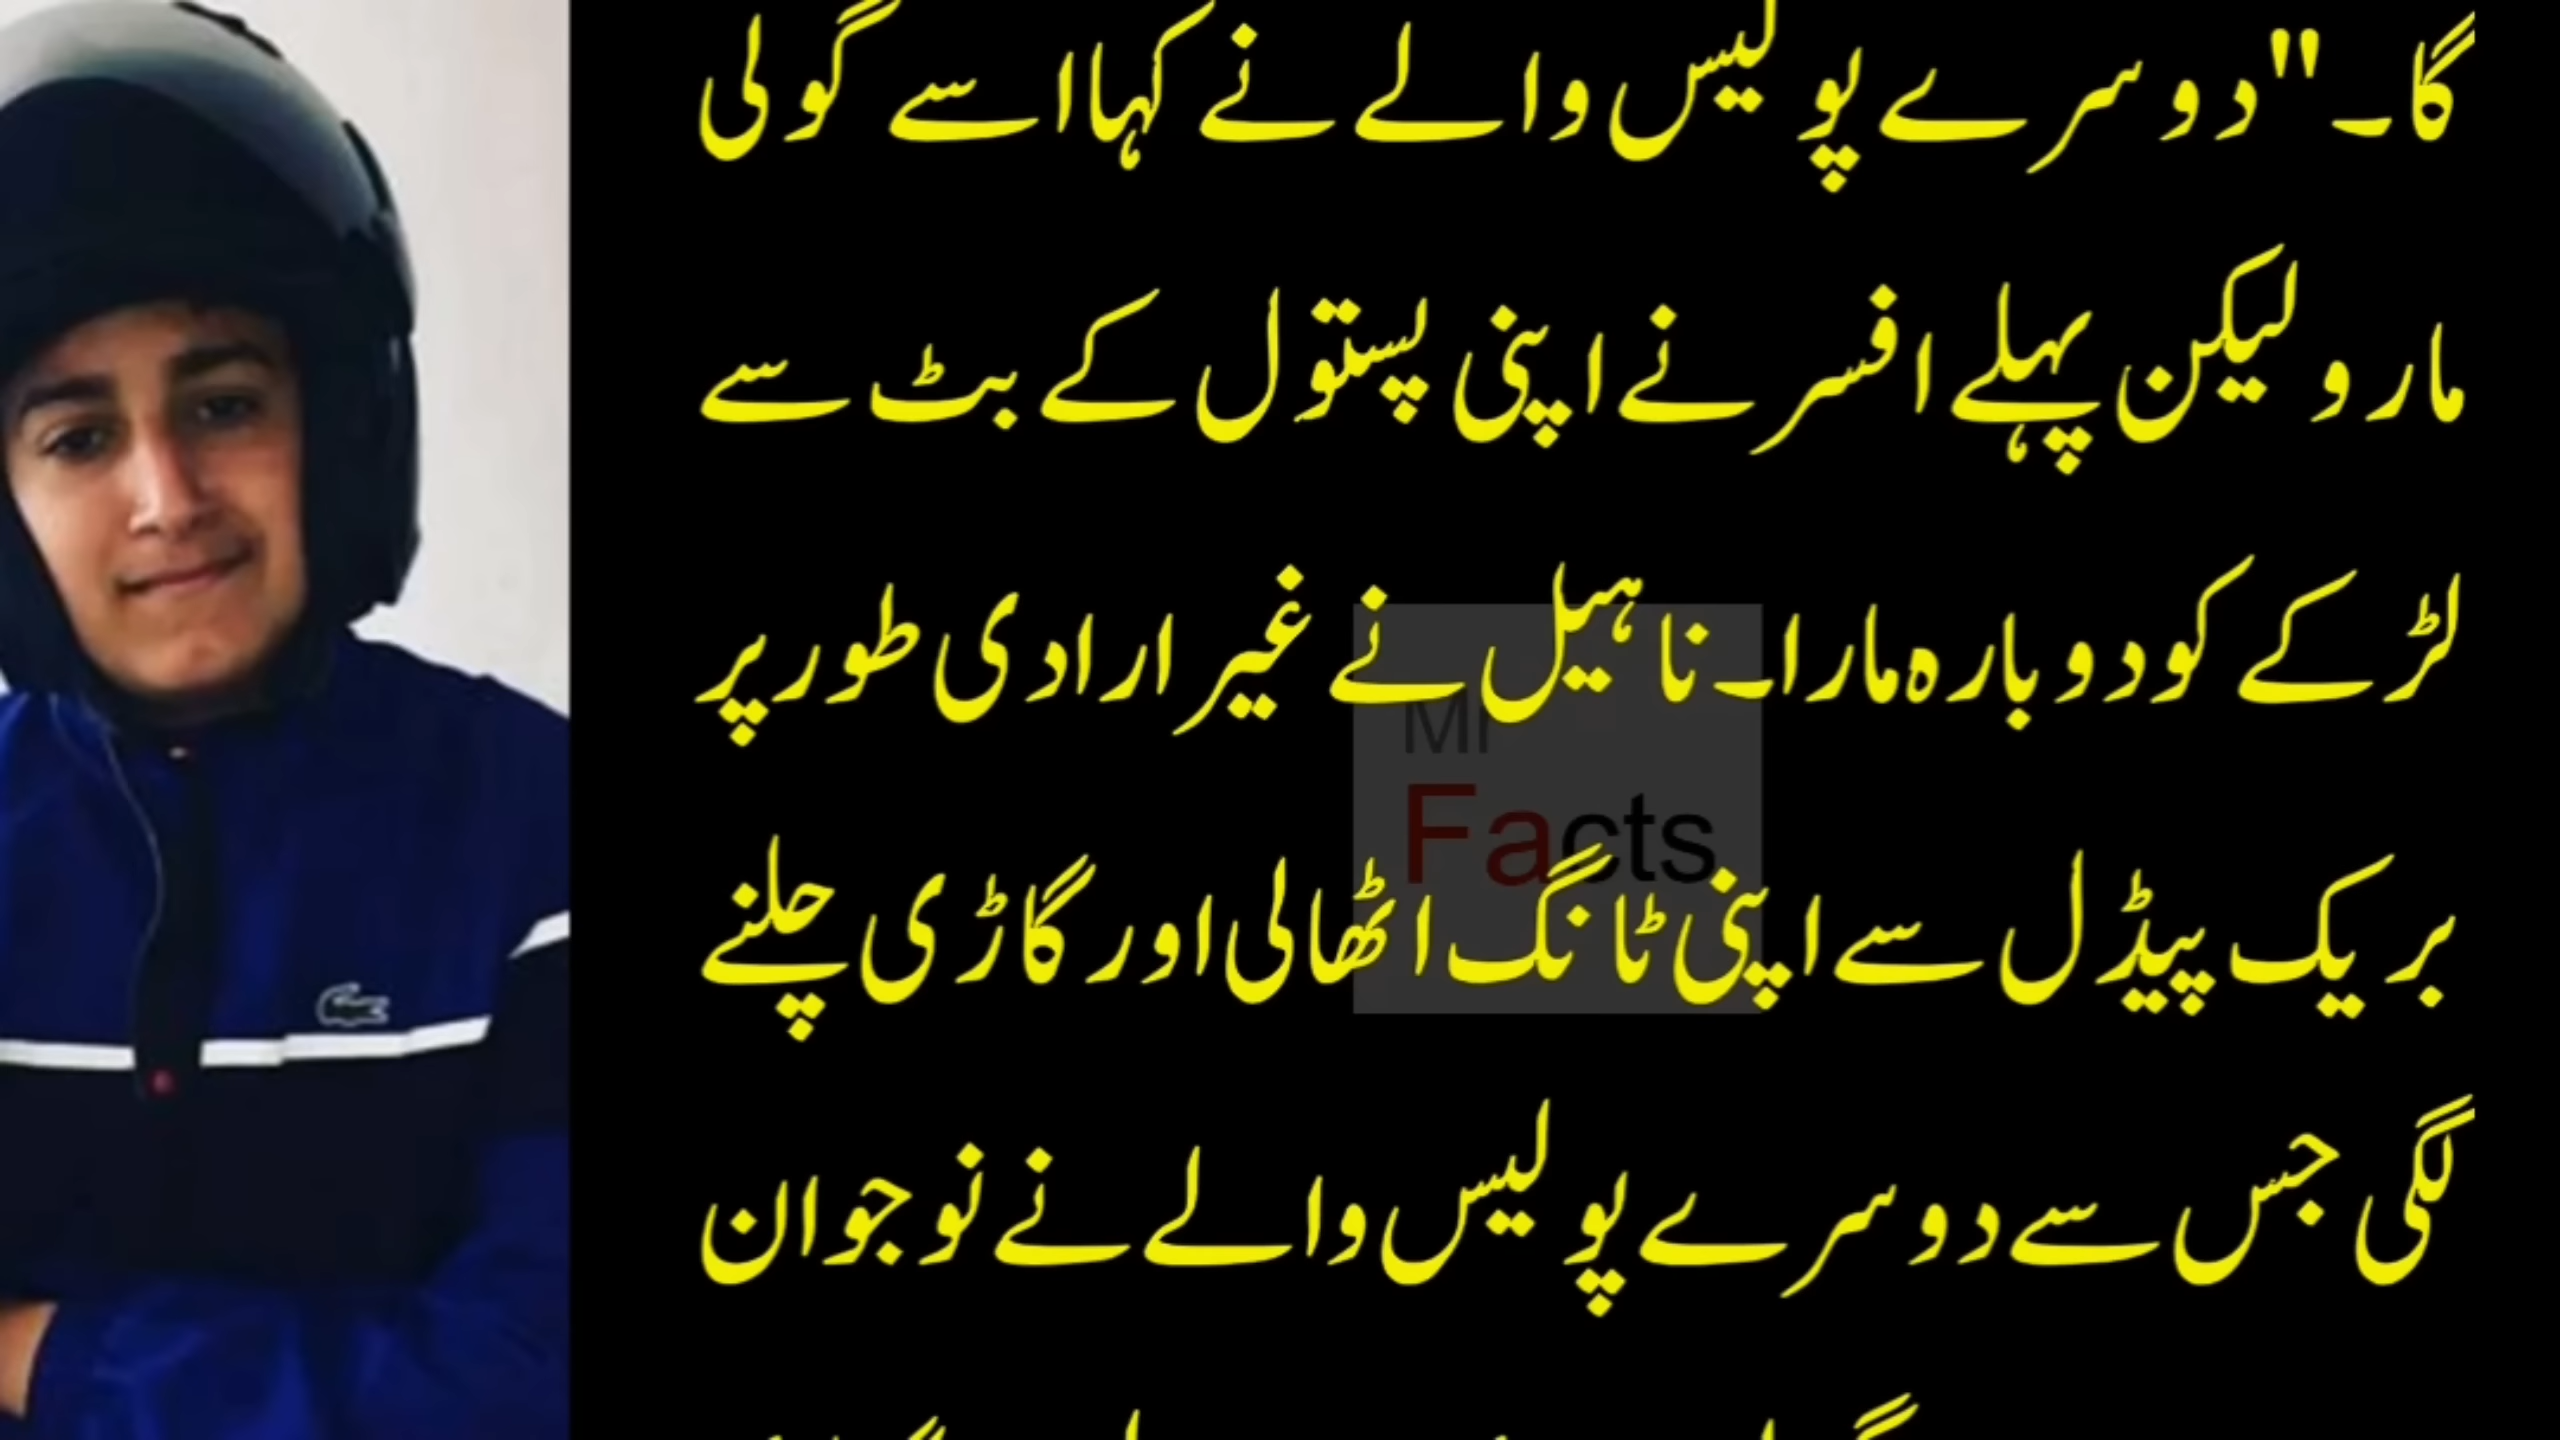 گا۔"دوسرے پولیس والے نے کہا اسے گولی
مارو لیکن پہلے افسر نے اپنی پستول کے بٹ سے
لڑکے کو دوبارہ مارا۔ ناہیل نے غیر ارادی طور پر
بریک پیڈل سے اپنی ٹانگ اٹھالی اور گاڑی چلنے
لگی جس سے دوسرے پولیس والے نے نوجوان
Facts